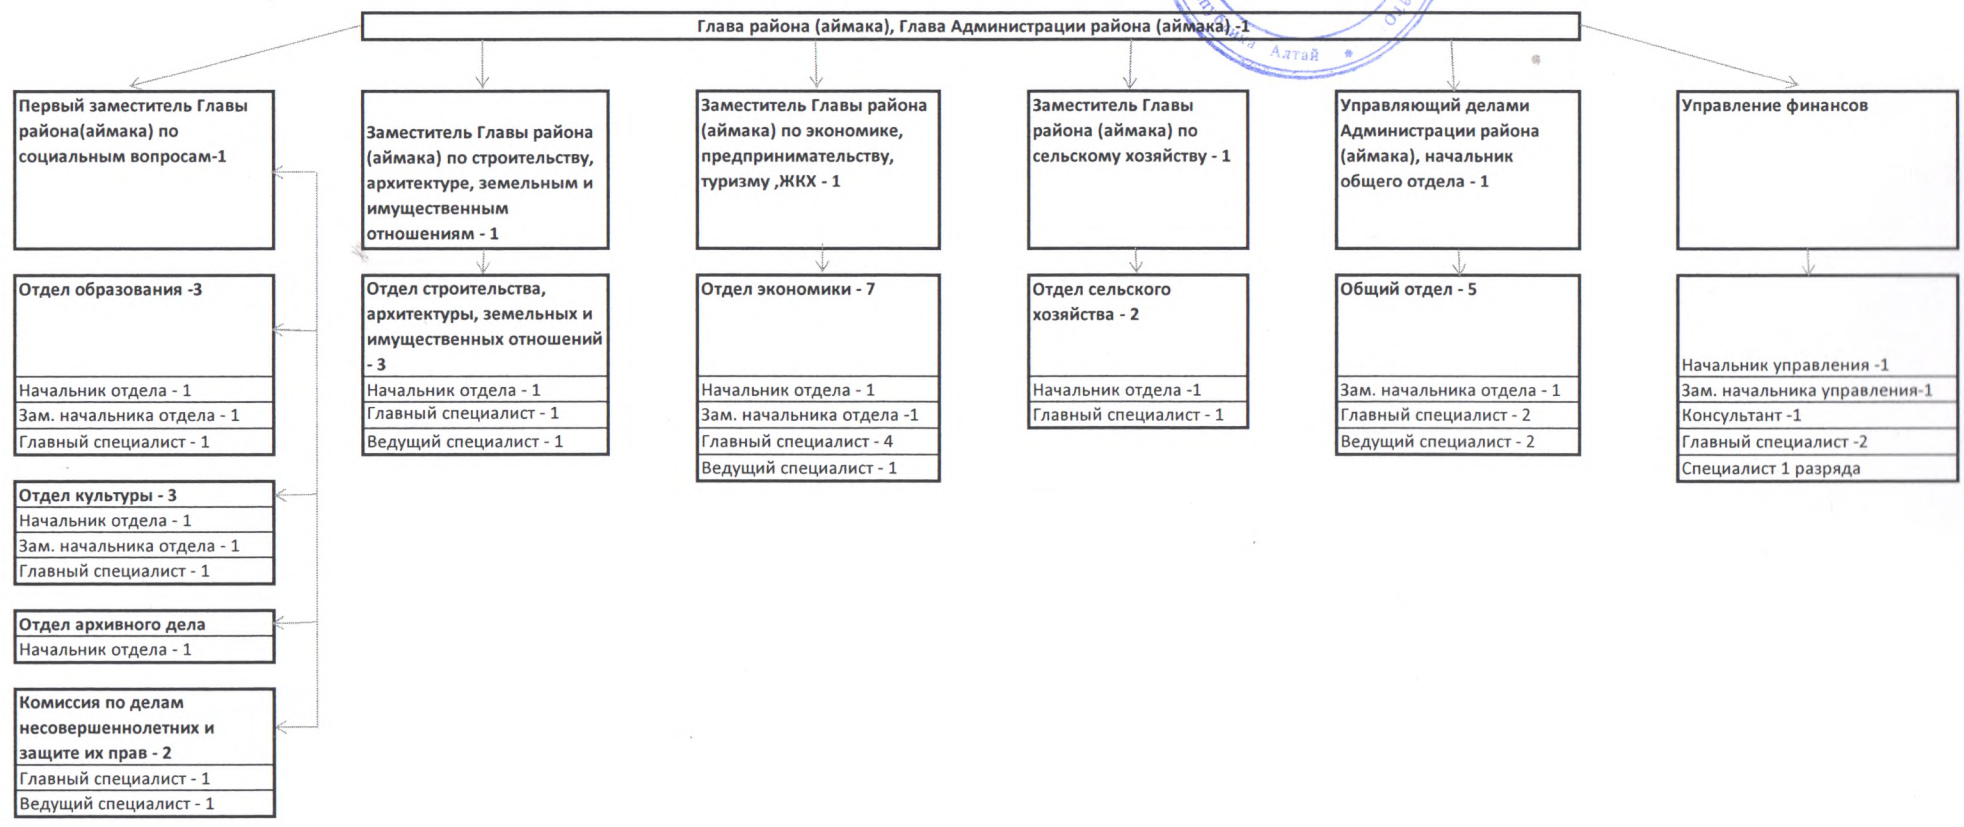 Глава района (аймака), Глава Администрации района (аймака) -1
Алтай *
Первый заместитель Главы
района(аймака) по
социальным вопросам-1
Отдел образования -3
Начальник отдела - 1
Зам. начальника отдела - 1
Главный специалист - 1
Отдел культуры - 3
Начальник отдела - 1
Зам. начальника отдела - 1
Главный специалист - 1
Отдел архивного дела
Начальник отдела - 1
Комиссия по делам
несовершеннолетних и
защите их прав - 2
Главный специалист - 1
Ведущий специалист - 1
Заместитель Главы района
(аймака) по строительству,
архитектуре, земельным и
имущественным
отношениям - 1
Отдел строительства,
архитектуры, земельных и
имущественных отношений
- 3
Начальник отдела - 1
Главный специалист - 1
Ведущий специалист - 1
Заместитель Главы района
(аймака) по экономике,
предпринимательству,
туризму ,ЖКХ - 1
Отдел экономики - 7
Начальник отдела - 1
Зам. начальника отдела -1
Главный специалист - 4
Ведущий специалист - 1
Заместитель Главы
района (аймака) по
сельскому хозяйству - 1
Отдел сельского
хозяйства - 2
Начальник отдела -1
Главный специалист - 1
Управляющий делами
Администрации района
(аймака), начальник
общего отдела - 1
Общий отдел - 5
Зам. начальника отдела - 1
Главный специалист - 2
Ведущий специалист - 2
Управление финансов
Начальник управления -1
Зам. начальника управления-1
Консультант -1
Главный специалист -2
Специалист 1 разряда